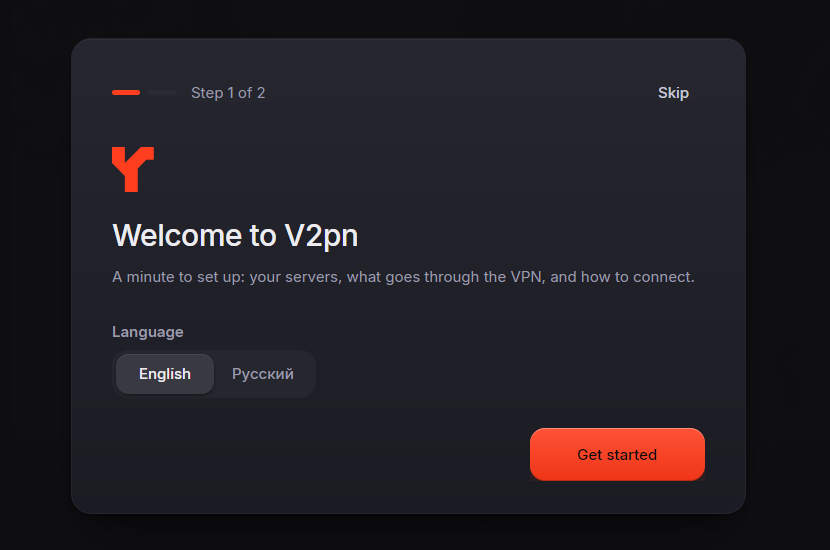 Step 1 of 2
Skip
Welcome to V2pn
A minute to set up: your servers, what goes through the VPN, and how to connect.
Language
English
Русский
Get started